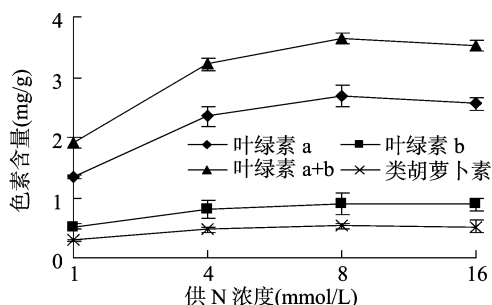 4
3
2
1
0
色素含量(mg/g)
叶绿素 a 叶绿素 b
叶绿素 a+b 类胡萝卜素
1 4 8 16
供 N 浓度(mmol/L)